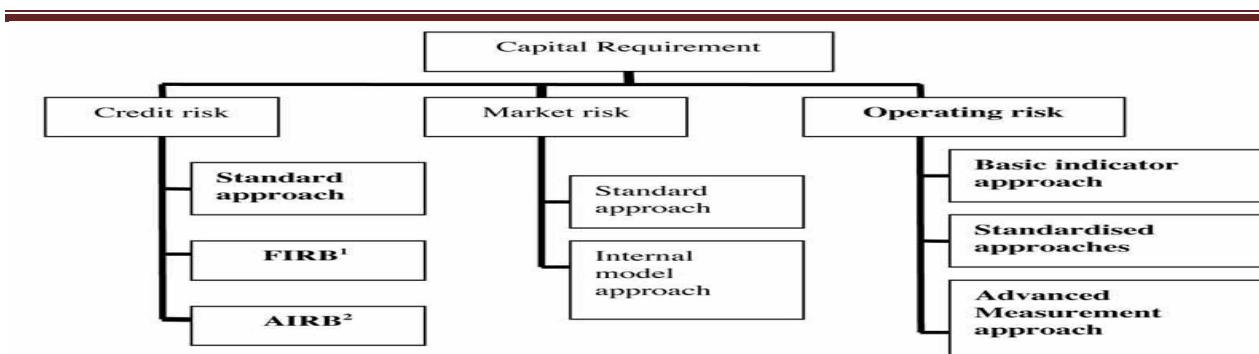 Capital Requirement
Credit risk
Market risk
Operating risk
Standard
approach
FIRB¹
AIRB²
Standard
approach
Internal
model
approach
Basic indicator
approach
Standardised
approaches
Advanced
Measurement
approach